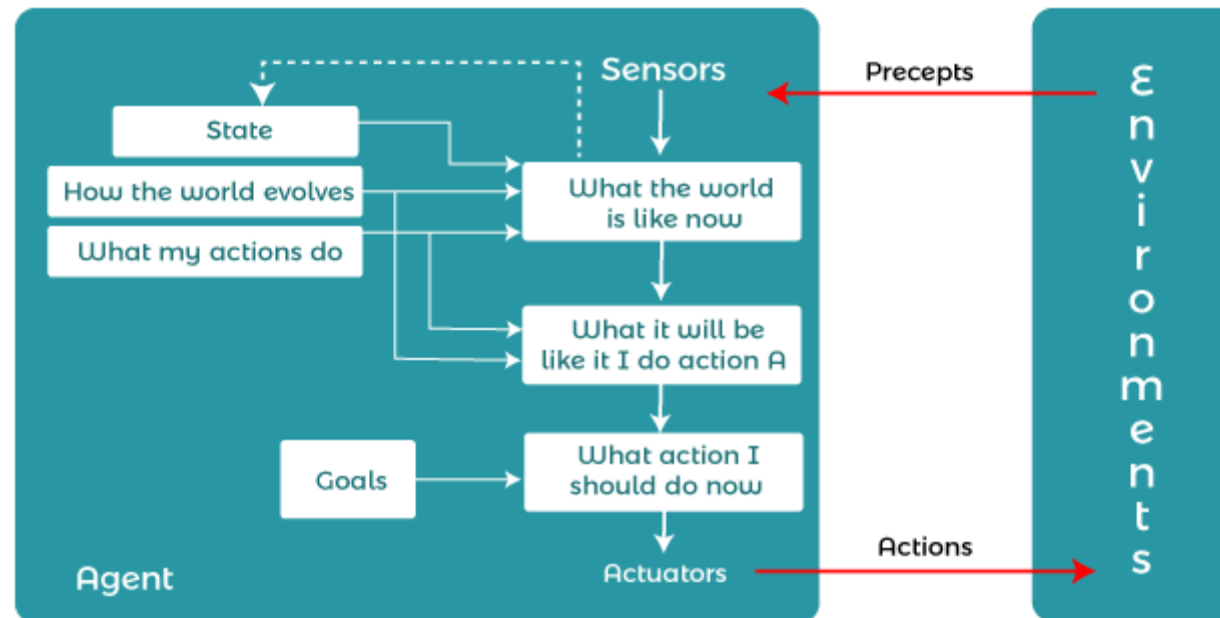 Sensors
Precepts
State
How the world evolves
What my actions do
What the world
is like now
What it will be
like it I do action A
Goals
What action I
should do now
Agent
Actuators
Actions
Environments